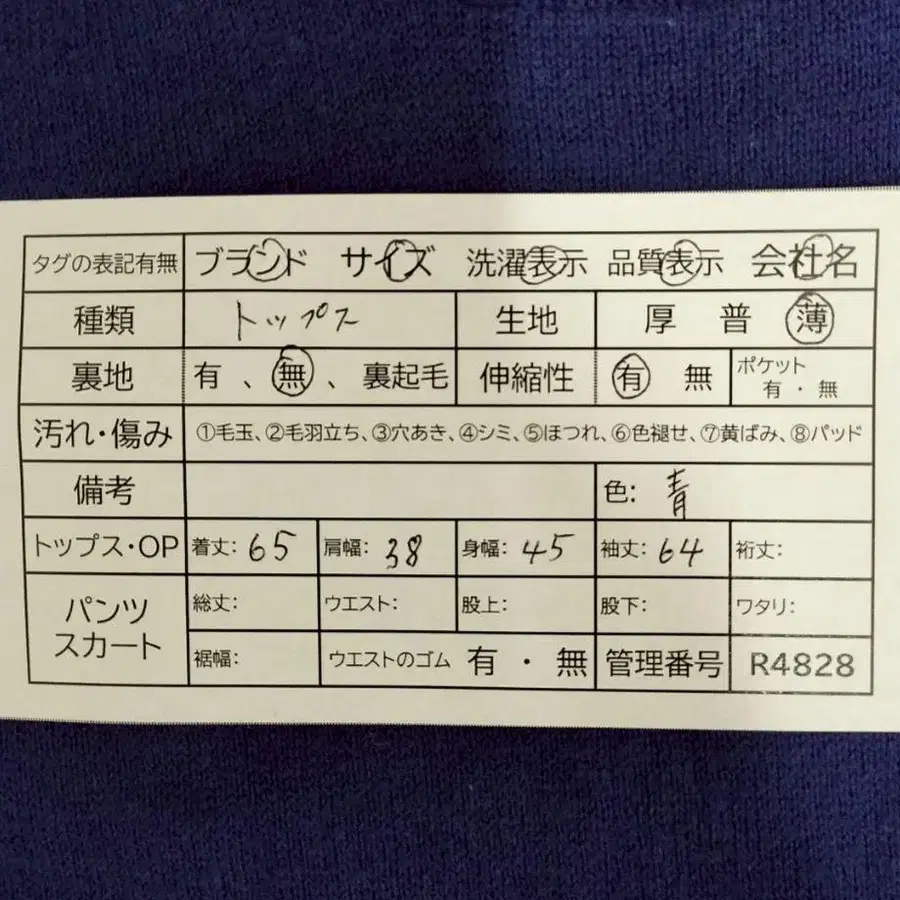 タグの表記有無 ブランド サイズ 洗濯表示 品質表示 会社名
種類 トップス 生地 厚 普 薄
裏地 有、無、裏起毛 伸縮性 有 無 ポケット 有・無
汚れ・傷み ①毛玉、②毛羽立ち、③穴あき、④シミ、⑤ほつれ、⑥色褪せ、⑦黄ばみ、⑧パッド
備考 色: 青
トップス・OP 着丈: 65 肩幅: 38 身幅: 45 袖丈: 64 裄丈:
パンツ スカート 総丈: ウエスト: 股上: 股下: ワタリ:
裾幅: ウエストのゴム 有・無 管理番号 R4828